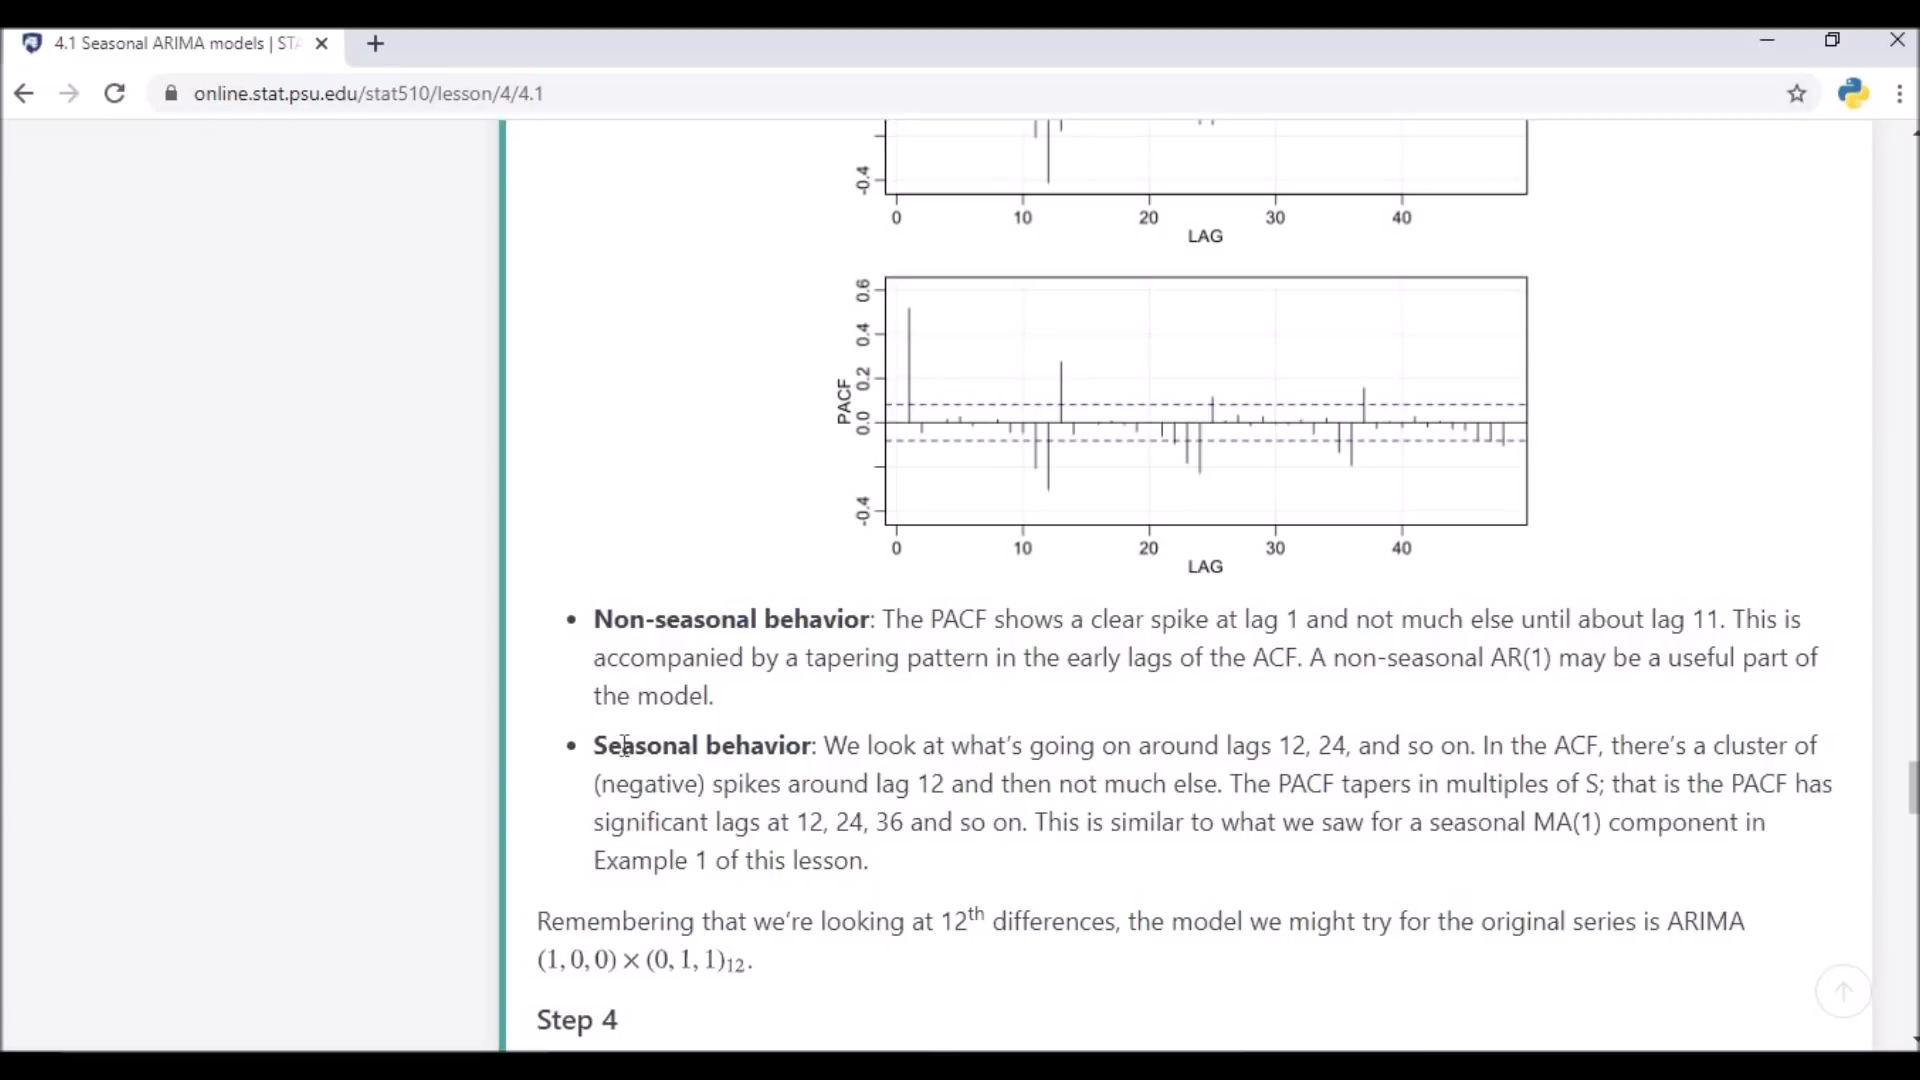 4.1 Seasonal ARIMA models | STA
online.stat.psu.edu/stat510/lesson/4/4.1
-0.4
0 10 20 30 40
LAG
0.6
0.4
0.2
0.0
-0.4
PACF
0 10 20 30 40
LAG
• Non-seasonal behavior: The PACF shows a clear spike at lag 1 and not much else until about lag 11. This is
accompanied by a tapering pattern in the early lags of the ACF. A non-seasonal AR(1) may be a useful part of
the model.
• Seasonal behavior: We look at what’s going on around lags 12, 24, and so on. In the ACF, there’s a cluster of
(negative) spikes around lag 12 and then not much else. The PACF tapers in multiples of S; that is the PACF has
significant lags at 12, 24, 36 and so on. This is similar to what we saw for a seasonal MA(1) component in
Example 1 of this lesson.
Remembering that we’re looking at 12th differences, the model we might try for the original series is ARIMA
(1, 0, 0) × (0, 1, 1)12.
Step 4